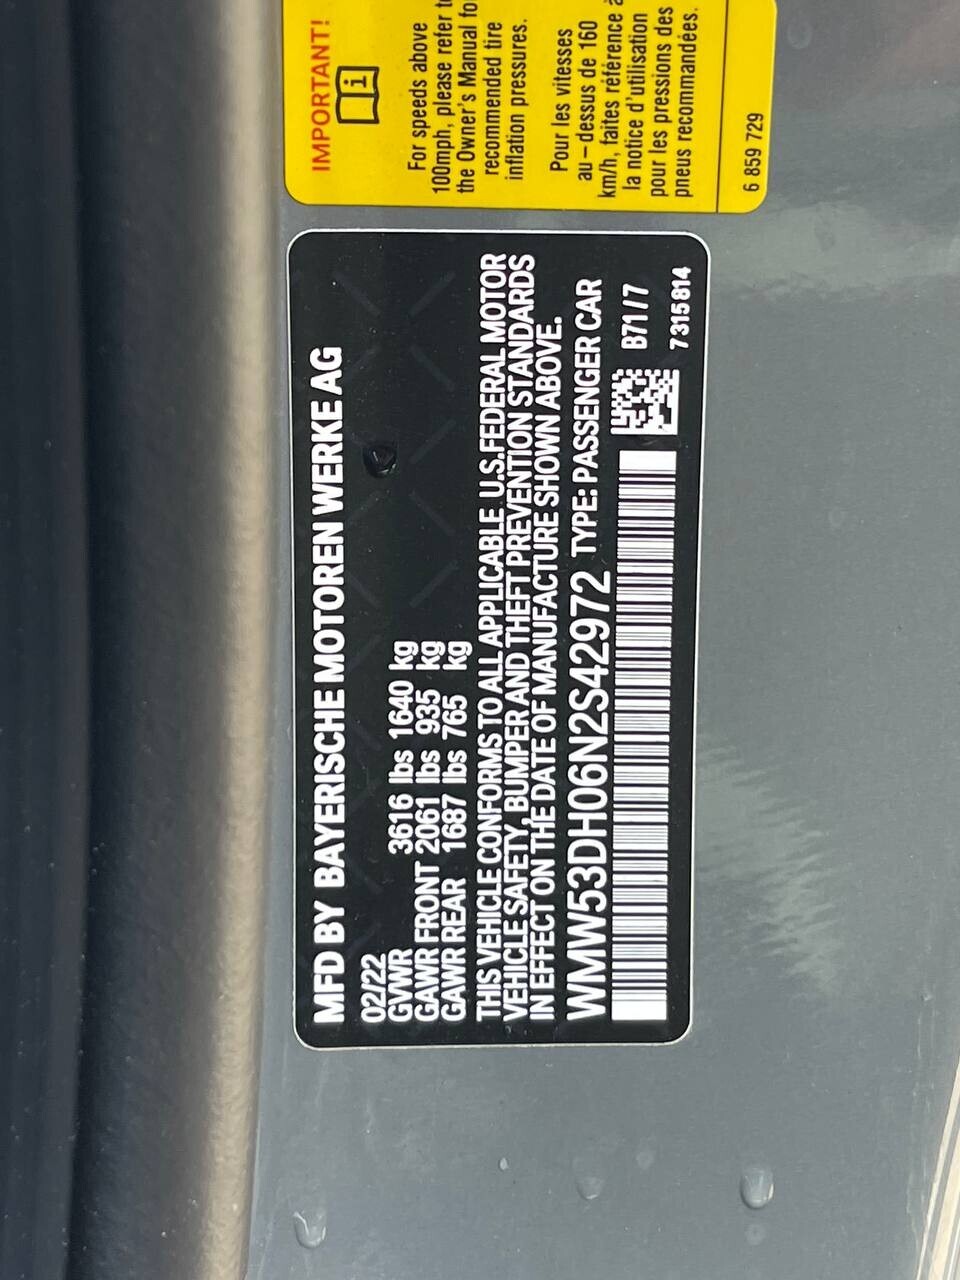 MFD BY BAYERISCHE MOTOREN WERKE AG
02/22
GVWR 3616 lbs 1640 kg
GAWR FRONT 2061 lbs 935 kg
GAWR REAR 1687 lbs 765 kg
THIS VEHICLE CONFORMS TO ALL APPLICABLE U.S.FEDERAL MOTOR
VEHICLE SAFETY, BUMPER AND THEFT PREVENTION STANDARDS
IN EFFECT ON THE DATE OF MANUFACTURE SHOWN ABOVE.
WMW53DH06N2S42972 TYPE: PASSENGER CAR
B71/7
7315814
IMPORTANT!
For speeds above
100mph, please refer
the Owner's Manual
recommended tire
inflation pressures.
Pour les vitesses
au-dessus de 160
km/h, faites référence à
la notice d'utilisation
pour les pressions des
pneus recommandées.
6 859 729